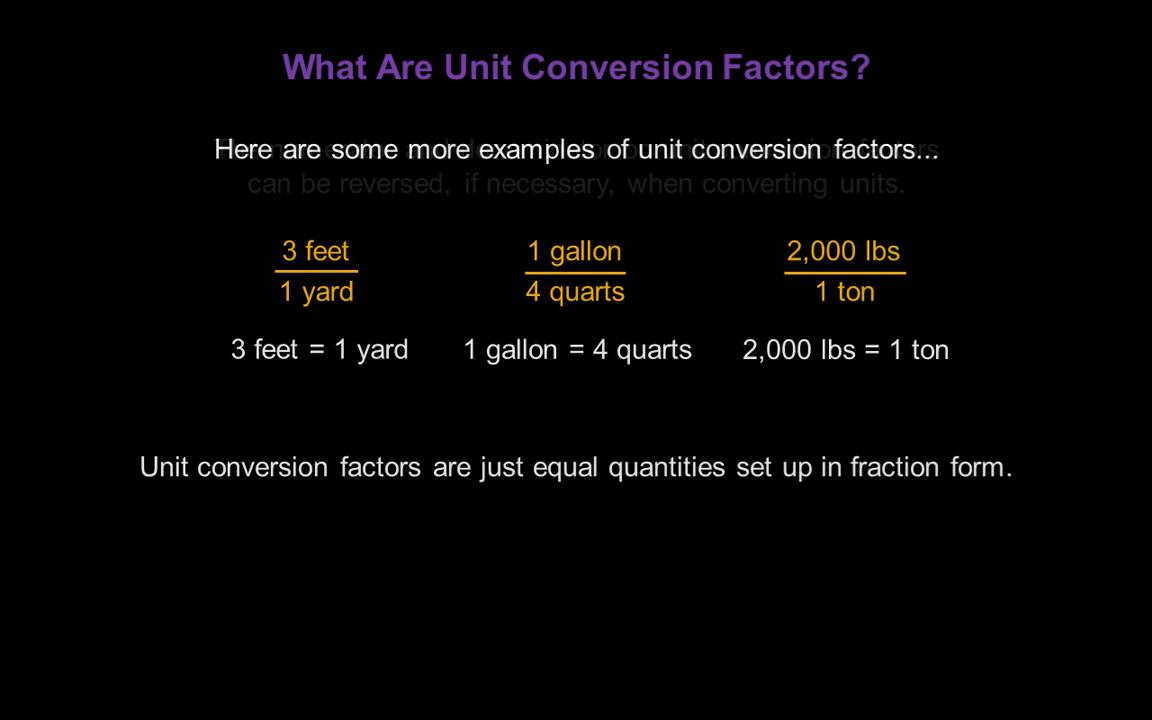 What Are Unit Conversion Factors?
Here are some more examples of unit conversion factors...
can be reversed, if necessary, when converting units.
3 feet
1 yard
1 gallon
4 quarts
2,000 lbs
1 ton
3 feet = 1 yard
1 gallon = 4 quarts
2,000 lbs = 1 ton
Unit conversion factors are just equal quantities set up in fraction form.